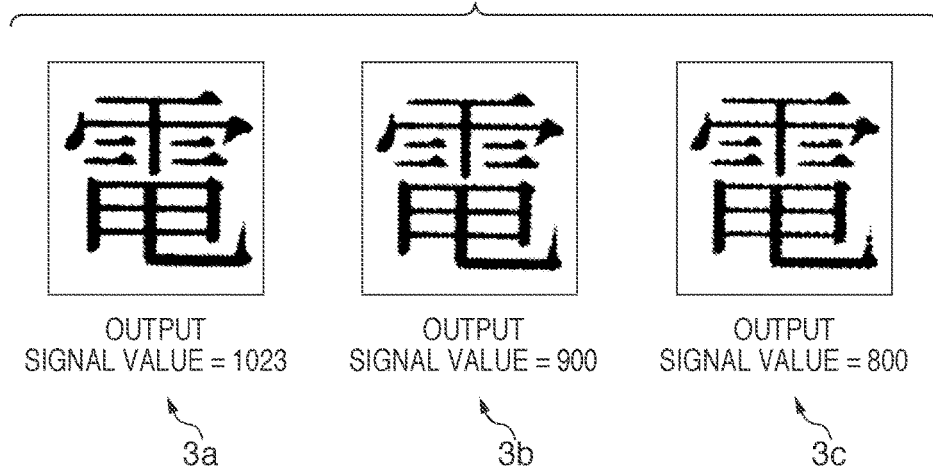 電 電 電
OUTPUT
SIGNAL VALUE = 1023
OUTPUT
SIGNAL VALUE = 900
OUTPUT
SIGNAL VALUE = 800
3a 3b 3c